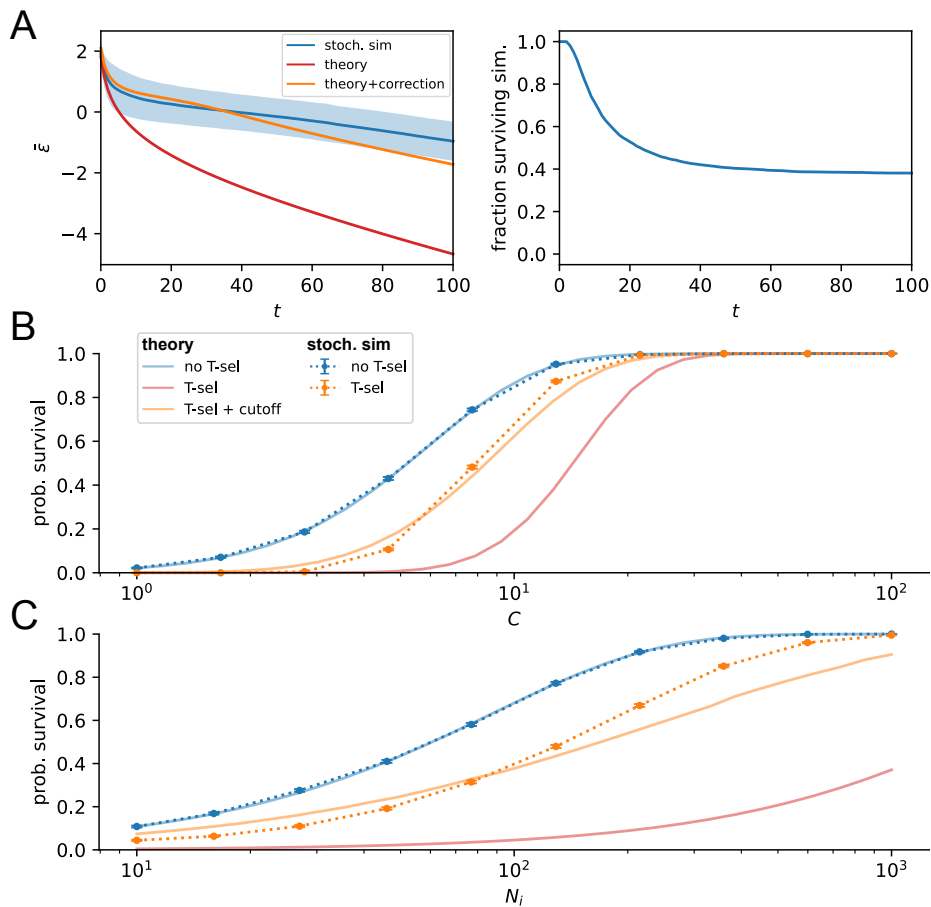 A
2
0
−2
−4
ε̄
0 20 40 60 80 100
t
stoch. sim
theory
theory+correction
1.0
0.8
0.6
0.4
0.2
0.0
fraction surviving sim.
0 20 40 60 80 100
t
B
theory
no T-sel
T-sel
T-sel + cutoff
stoch. sim
no T-sel
T-sel
1.0
0.8
0.6
0.4
0.2
0.0
prob. survival
10⁰ 10¹ 10²
C
C
1.0
0.8
0.6
0.4
0.2
0.0
prob. survival
10¹ 10² 10³
Nᵢ